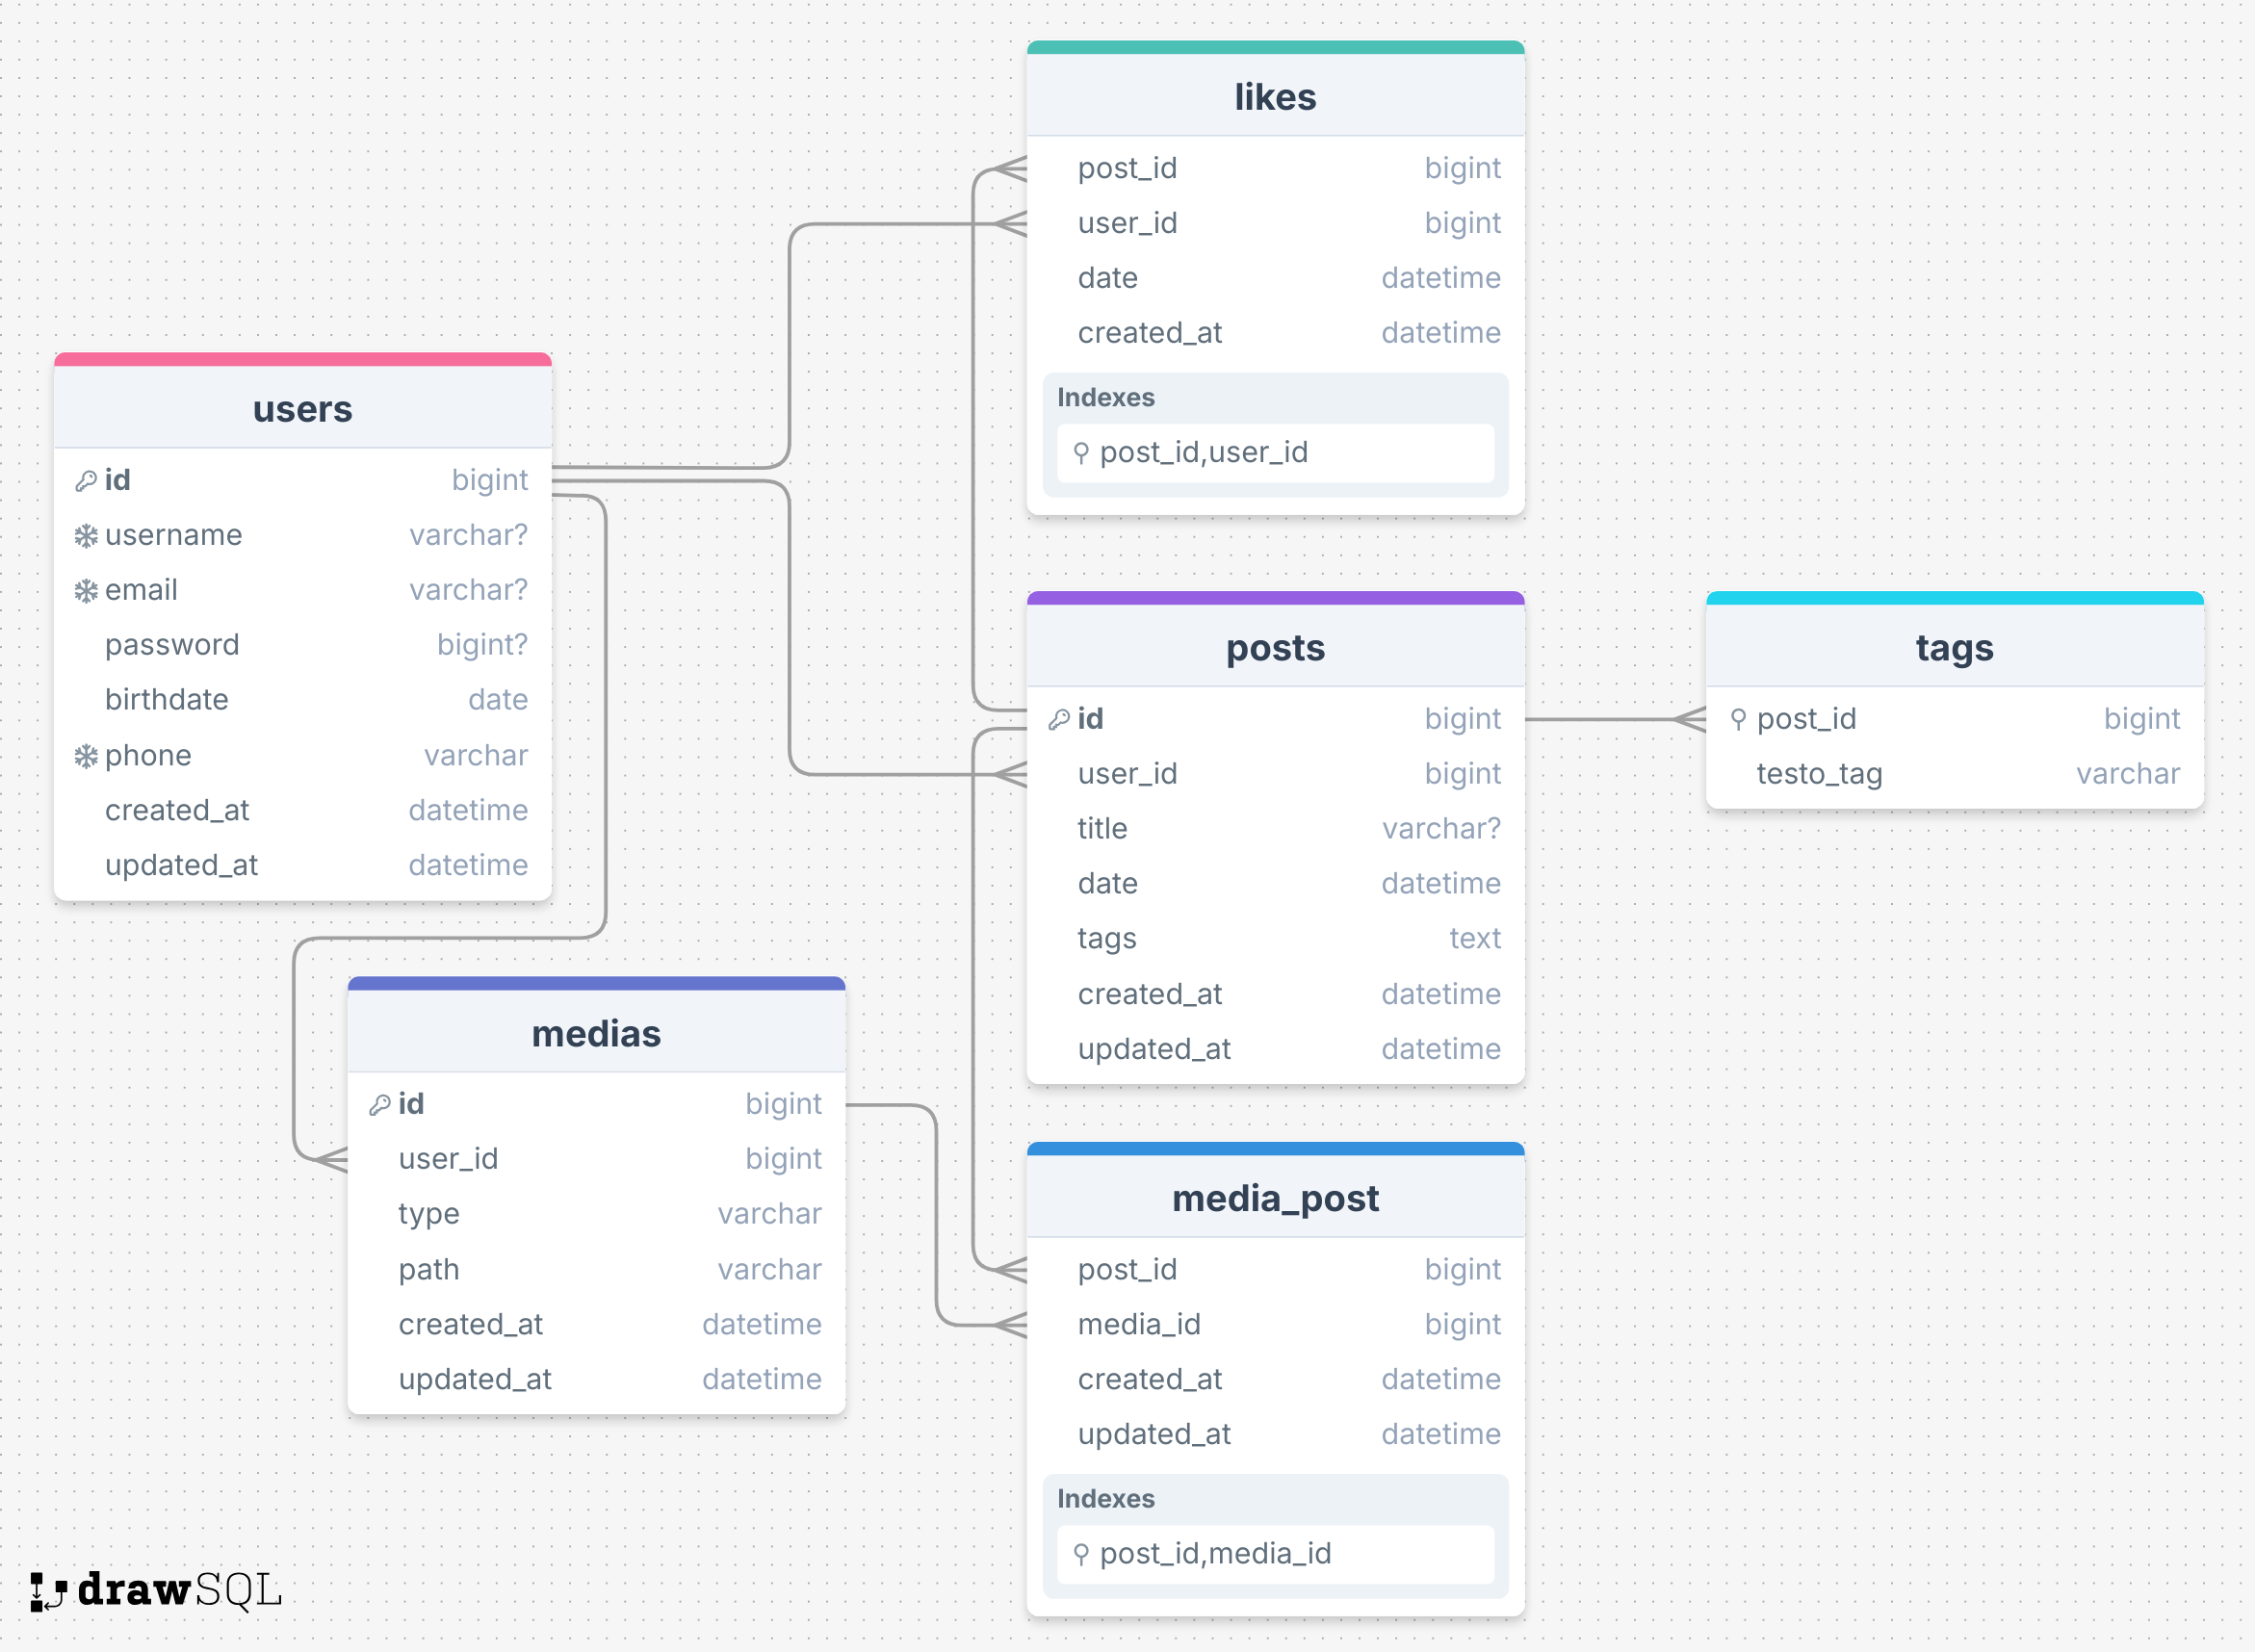 likes
post_id bigint
user_id bigint
date datetime
created_at datetime
Indexes
post_id,user_id
users
id bigint
username varchar?
email varchar?
password bigint?
birthdate date
phone varchar
created_at datetime
updated_at datetime
posts
id bigint
user_id bigint
title varchar?
date datetime
tags text
created_at datetime
updated_at datetime
tags
post_id bigint
testo_tag varchar
medias
id bigint
user_id bigint
type varchar
path varchar
created_at datetime
updated_at datetime
media_post
post_id bigint
media_id bigint
created_at datetime
updated_at datetime
Indexes
post_id,media_id
drawSQL